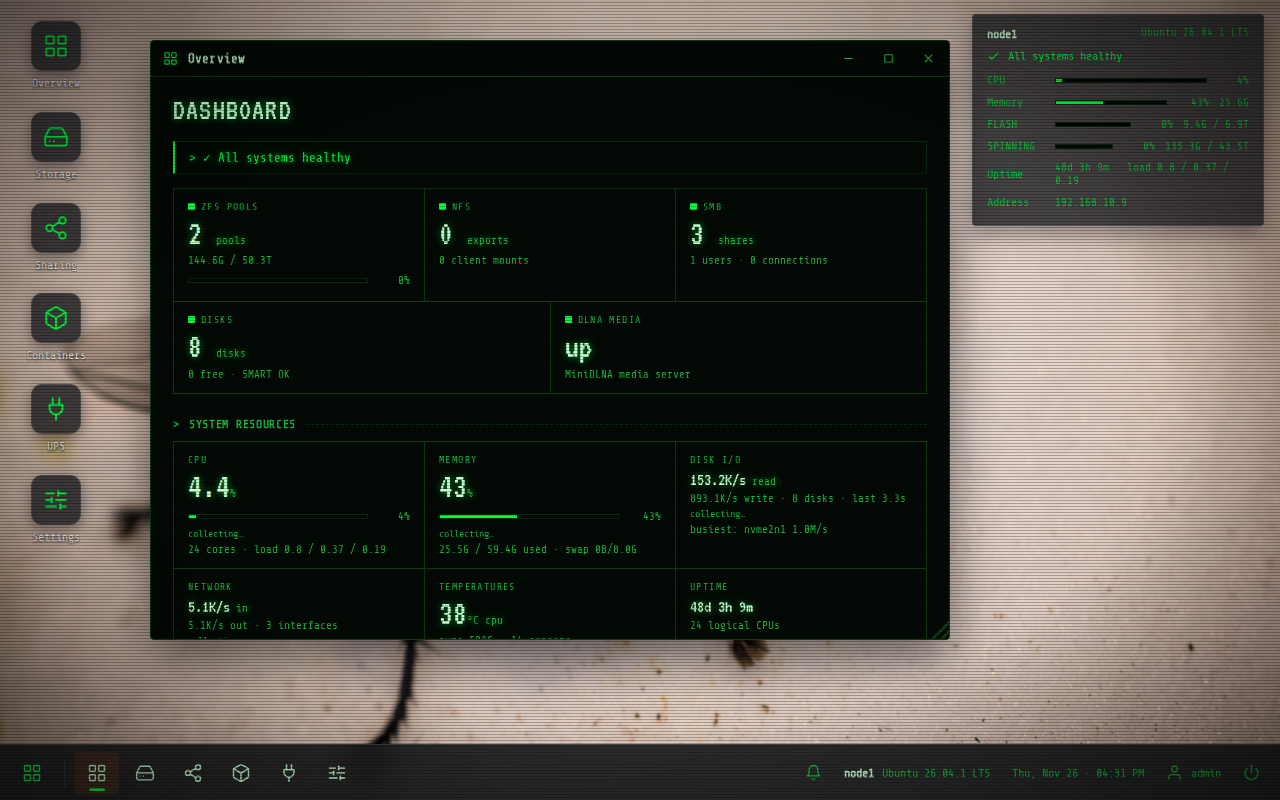 Overview
Storage
Sharing
Containers
UPS
Settings
Overview
DASHBOARD
> ✓ All systems healthy
ZFS POOLS
2 pools
144.6G / 50.3T
0%
NFS
0 exports
0 client mounts
SMB
3 shares
1 users · 0 connections
DISKS
8 disks
0 free · SMART OK
DLNA MEDIA
up
MiniDLNA media server
> SYSTEM RESOURCES
CPU
4.4%
4%
collecting…
24 cores · load 0.8 / 0.37 / 0.19
MEMORY
43%
43%
collecting…
25.5G / 59.4G used · swap 0B/8.0G
DISK I/O
153.2K/s read
893.1K/s write · 8 disks · last 3.3s
collecting…
busiest: nvme2n1 1.0M/s
NETWORK
5.1K/s in
5.1K/s out · 3 interfaces
TEMPERATURES
38°C cpu
UPTIME
48d 3h 9m
24 logical CPUs
node1 Ubuntu 26.04.1 LTS
All systems healthy
CPU 4%
Memory 43% 25.6G
FLASH 0% 9.4G / 6.9T
SPINNING 0% 135.3G / 43.5T
Uptime 48d 3h 9m · load 0.8 / 0.37 /
0.19
Address 192.168.10.9
node1 Ubuntu 26.04.1 LTS
Thu, Nov 26 · 04:31 PM
admin